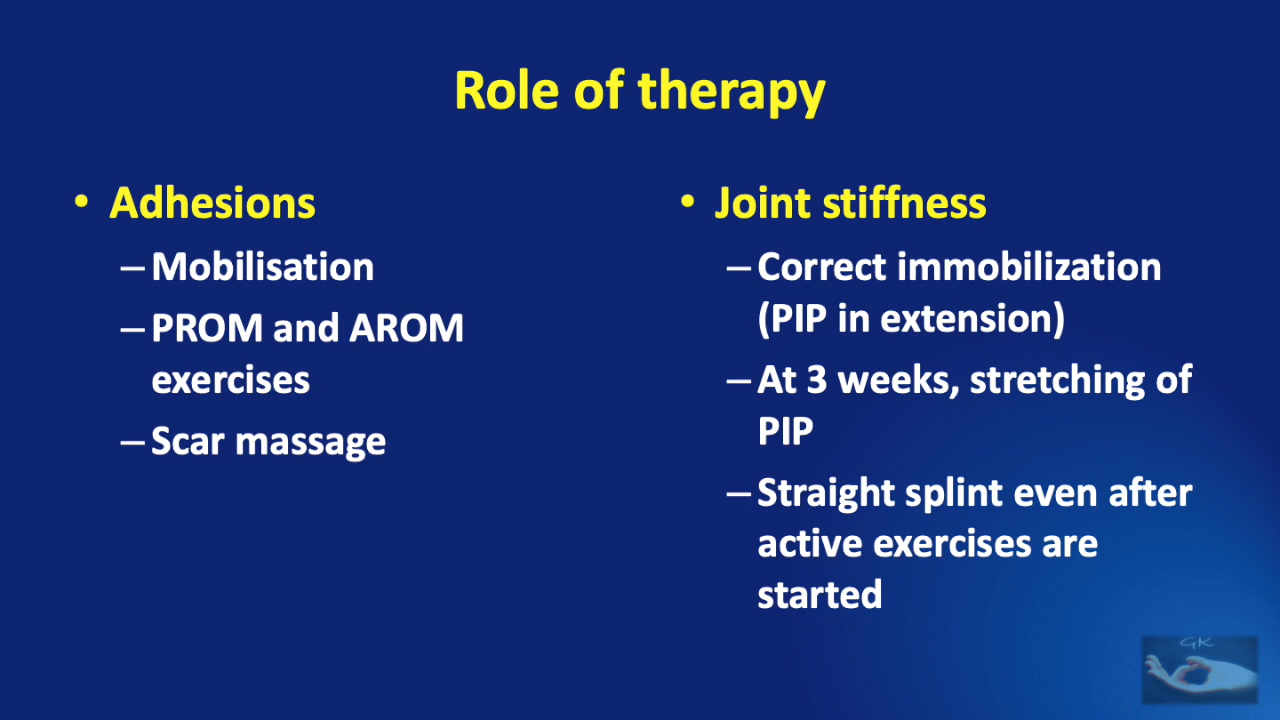 Role of therapy
• Adhesions
– Mobilisation
– PROM and AROM
exercises
– Scar massage
• Joint stiffness
– Correct immobilization
(PIP in extension)
– At 3 weeks, stretching of
PIP
– Straight splint even after
active exercises are
started
GK